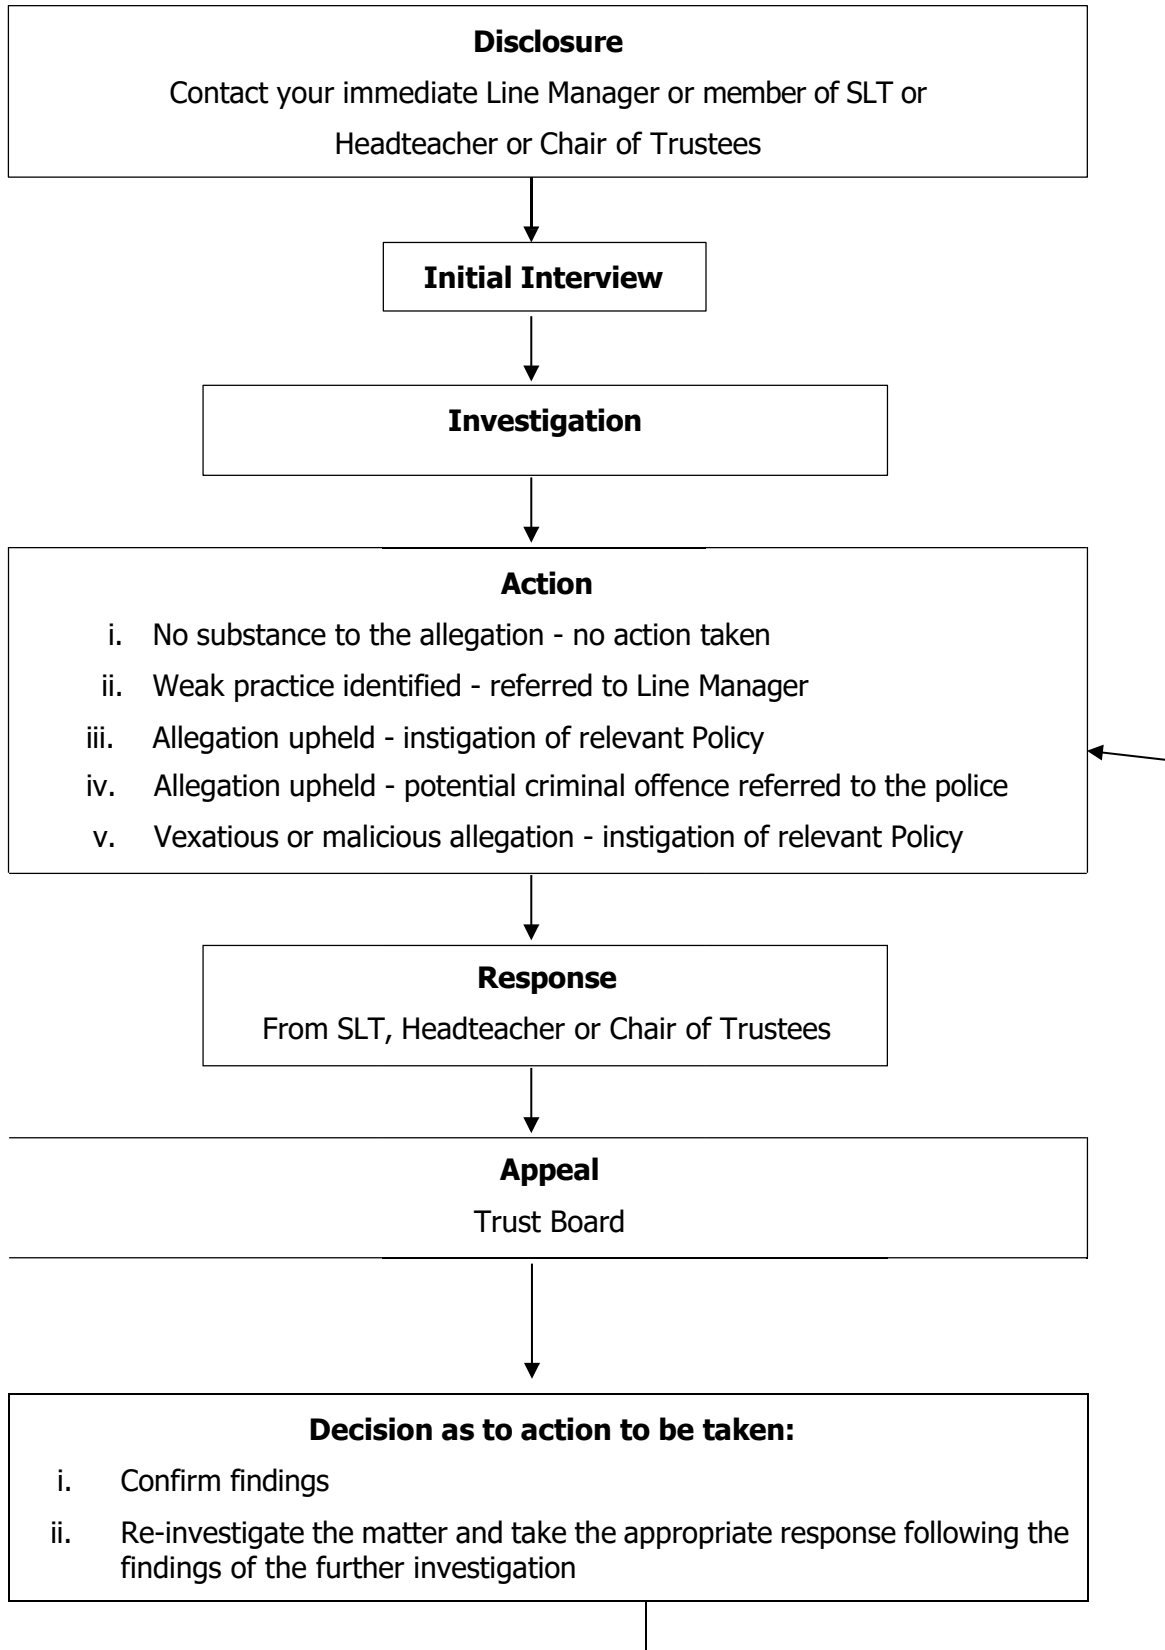 Disclosure
Contact your immediate Line Manager or member of SLT or
Headteacher or Chair of Trustees
Initial Interview
Investigation
Action
i. No substance to the allegation - no action taken
ii. Weak practice identified - referred to Line Manager
iii. Allegation upheld - instigation of relevant Policy
iv. Allegation upheld - potential criminal offence referred to the police
v. Vexatious or malicious allegation - instigation of relevant Policy
Response
From SLT, Headteacher or Chair of Trustees
Appeal
Trust Board
Decision as to action to be taken:
i. Confirm findings
ii. Re-investigate the matter and take the appropriate response following the
findings of the further investigation